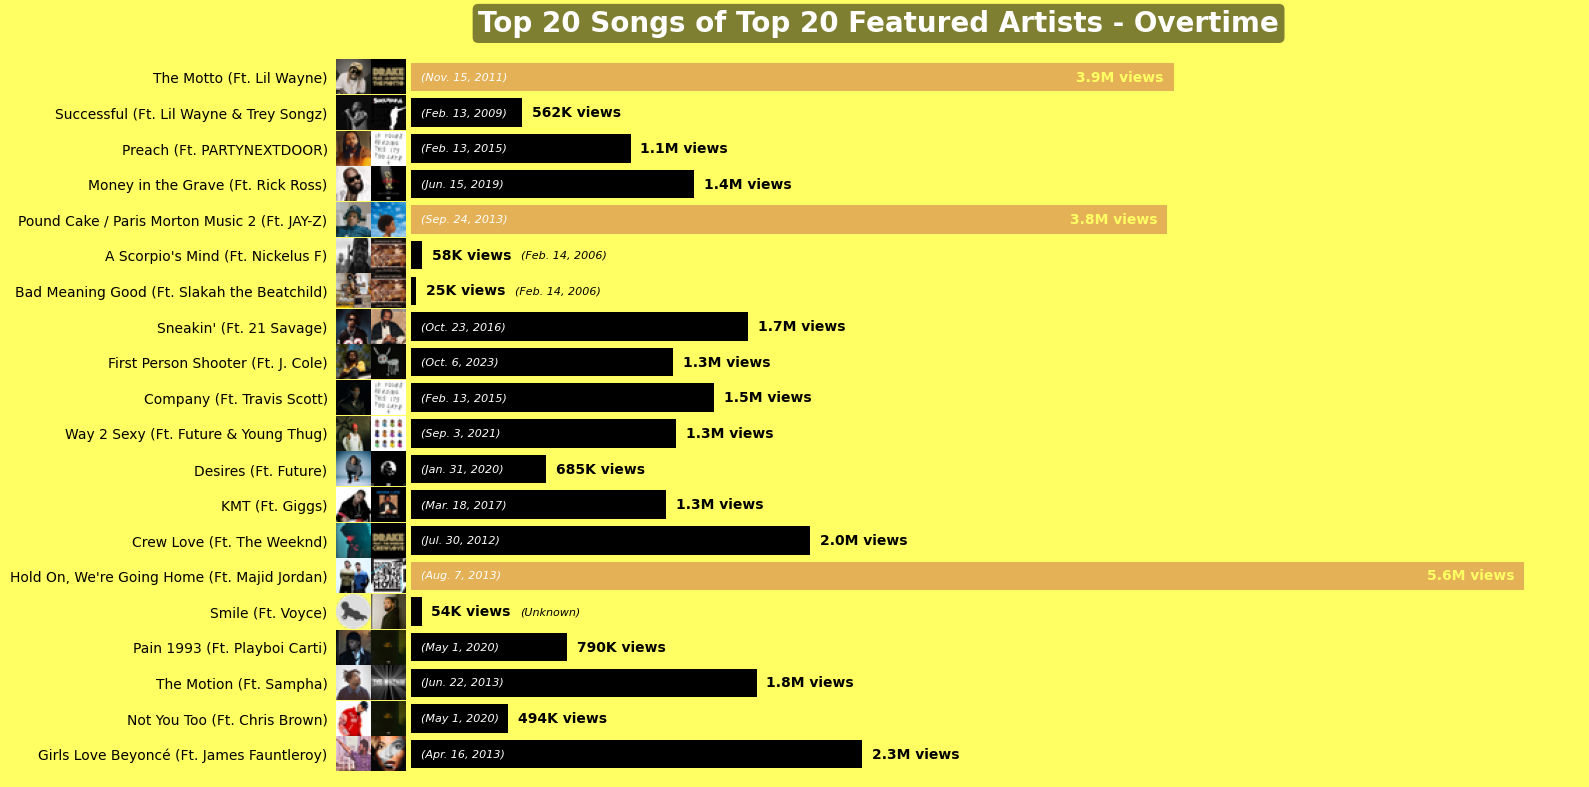 Top 20 Songs of Top 20 Featured Artists - Overtime
The Motto (Ft. Lil Wayne) (Nov. 15, 2011) 3.9M views
Successful (Ft. Lil Wayne & Trey Songz) (Feb. 13, 2009) 562K views
Preach (Ft. PARTYNEXTDOOR) (Feb. 13, 2015) 1.1M views
Money in the Grave (Ft. Rick Ross) (Jun. 15, 2019) 1.4M views
Pound Cake / Paris Morton Music 2 (Ft. JAY-Z) (Sep. 24, 2013) 3.8M views
A Scorpio's Mind (Ft. Nickelus F) 58K views (Feb. 14, 2006)
Bad Meaning Good (Ft. Slakah the Beatchild) 25K views (Feb. 14, 2006)
Sneakin' (Ft. 21 Savage) (Oct. 23, 2016) 1.7M views
First Person Shooter (Ft. J. Cole) (Oct. 6, 2023) 1.3M views
Company (Ft. Travis Scott) (Feb. 13, 2015) 1.5M views
Way 2 Sexy (Ft. Future & Young Thug) (Sep. 3, 2021) 1.3M views
Desires (Ft. Future) (Jan. 31, 2020) 685K views
KMT (Ft. Giggs) (Mar. 18, 2017) 1.3M views
Crew Love (Ft. The Weeknd) (Jul. 30, 2012) 2.0M views
Hold On, We're Going Home (Ft. Majid Jordan) (Aug. 7, 2013) 5.6M views
Smile (Ft. Voyce) 54K views (Unknown)
Pain 1993 (Ft. Playboi Carti) (May 1, 2020) 790K views
The Motion (Ft. Sampha) (Jun. 22, 2013) 1.8M views
Not You Too (Ft. Chris Brown) (May 1, 2020) 494K views
Girls Love Beyoncé (Ft. James Fauntleroy) (Apr. 16, 2013) 2.3M views